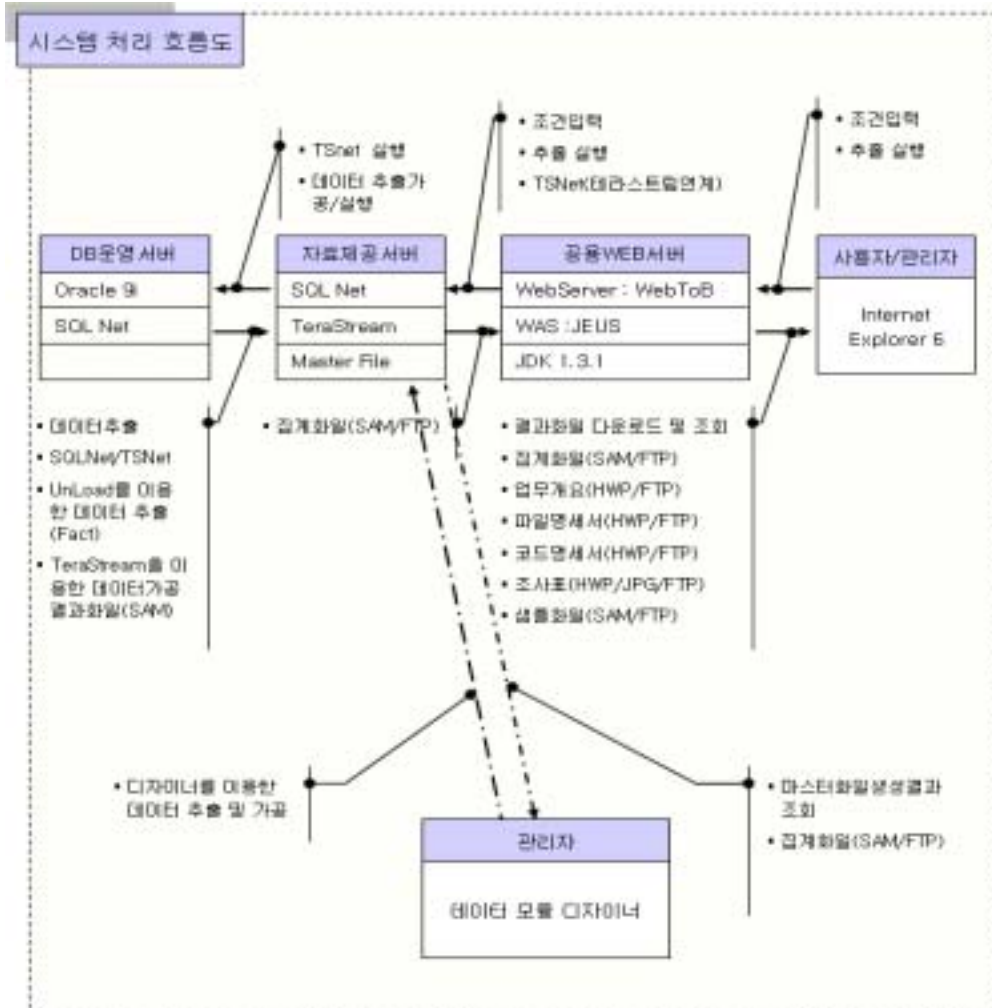 시스템 처리 흐름도
• TSnet 실행
• 데이터 추출가
공/실행
• 조건입력
• 추출 실행
• TSNet(테라스트림연계)
• 조건입력
• 추출 실행
DB운영서버
Oracle 9i
SQL Net
자료제공서버
SQL Net
TeraStream
Master File
공용WEB서버
WebServer : WebToB
WAS :JEUS
JDK 1.3.1
사용자/관리자
Internet
Explorer 6
• 데이터추출
• SQLNet/TSNet
• UnLoad를 이용
한 데이터 추출
(Fact)
• TeraStream을 이
용한 데이터가공
결과화일(SAM)
• 집계화일(SAM/FTP)
• 결과화일 다운로드 및 조회
• 집계화일(SAM/FTP)
• 업무개요(HWP/FTP)
• 파일명세서(HWP/FTP)
• 코드명세서(HWP/FTP)
• 조사표(HWP/JPG/FTP)
• 샘플화일(SAM/FTP)
• 디자이너를 이용한
데이터 추출 및 가공
• 마스터화일생성결과
조회
• 집계화일(SAM/FTP)
관리자
데이터 모듈 디자이너